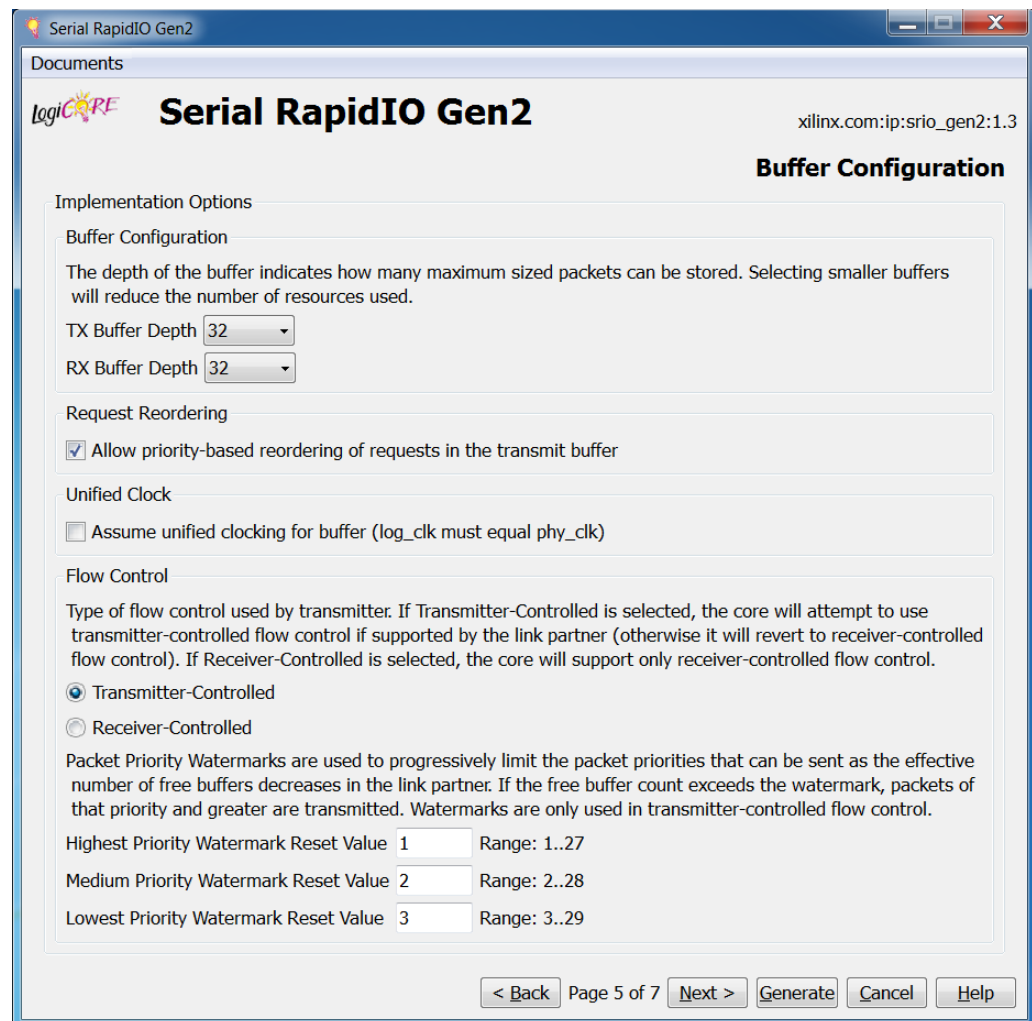 Serial RapidIO Gen2
Documents
LogiCORE
Serial RapidIO Gen2
xilinx.com:ip:srio_gen2:1.3
Buffer Configuration
Implementation Options
Buffer Configuration
The depth of the buffer indicates how many maximum sized packets can be stored. Selecting smaller buffers
will reduce the number of resources used.
TX Buffer Depth 32
RX Buffer Depth 32
Request Reordering
Allow priority-based reordering of requests in the transmit buffer
Unified Clock
Assume unified clocking for buffer (log_clk must equal phy_clk)
Flow Control
Type of flow control used by transmitter. If Transmitter-Controlled is selected, the core will attempt to use
transmitter-controlled flow control if supported by the link partner (otherwise it will revert to receiver-controlled
flow control). If Receiver-Controlled is selected, the core will support only receiver-controlled flow control.
Transmitter-Controlled
Receiver-Controlled
Packet Priority Watermarks are used to progressively limit the packet priorities that can be sent as the effective
number of free buffers decreases in the link partner. If the free buffer count exceeds the watermark, packets of
that priority and greater are transmitted. Watermarks are only used in transmitter-controlled flow control.
Highest Priority Watermark Reset Value 1 Range: 1..27
Medium Priority Watermark Reset Value 2 Range: 2..28
Lowest Priority Watermark Reset Value 3 Range: 3..29
< Back Page 5 of 7 Next > Generate Cancel Help